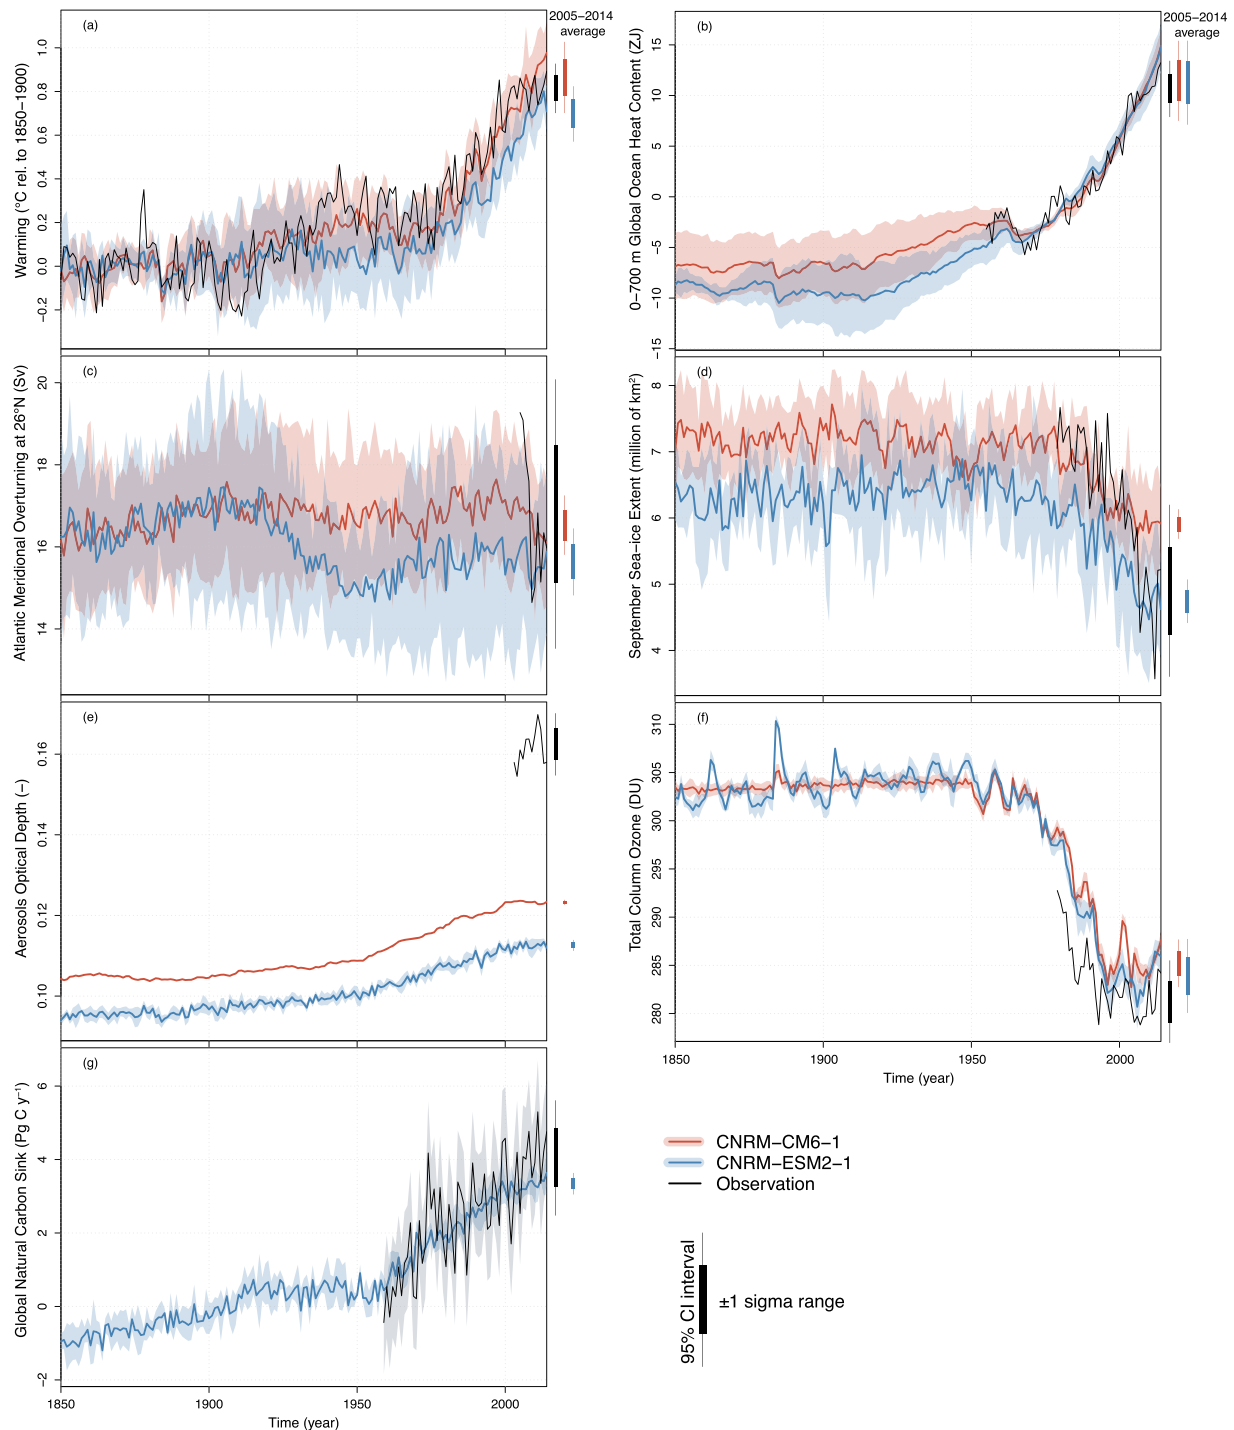 (a)
2005−2014
average
Warming (°C rel. to 1850−1900)
1.0
0.8
0.6
0.4
0.2
0.0
−0.2
(b)
2005−2014
average
0−700 m Global Ocean Heat Content (ZJ)
15
10
5
0
−5
−10
−15
(c)
Atlantic Meridional Overturning at 26°N (Sv)
20
18
16
14
(d)
September Sea−ice Extent (million of km²)
8
7
6
5
4
(e)
Aerosols Optical Depth (−)
0.16
0.14
0.12
0.10
(f)
Total Column Ozone (DU)
310
305
300
295
290
285
280
1850
1900
1950
2000
Time (year)
(g)
Global Natural Carbon Sink (Pg C y⁻¹)
6
4
2
0
−2
1850
1900
1950
2000
Time (year)
CNRM−CM6−1
CNRM−ESM2−1
Observation
95% CI interval
±1 sigma range